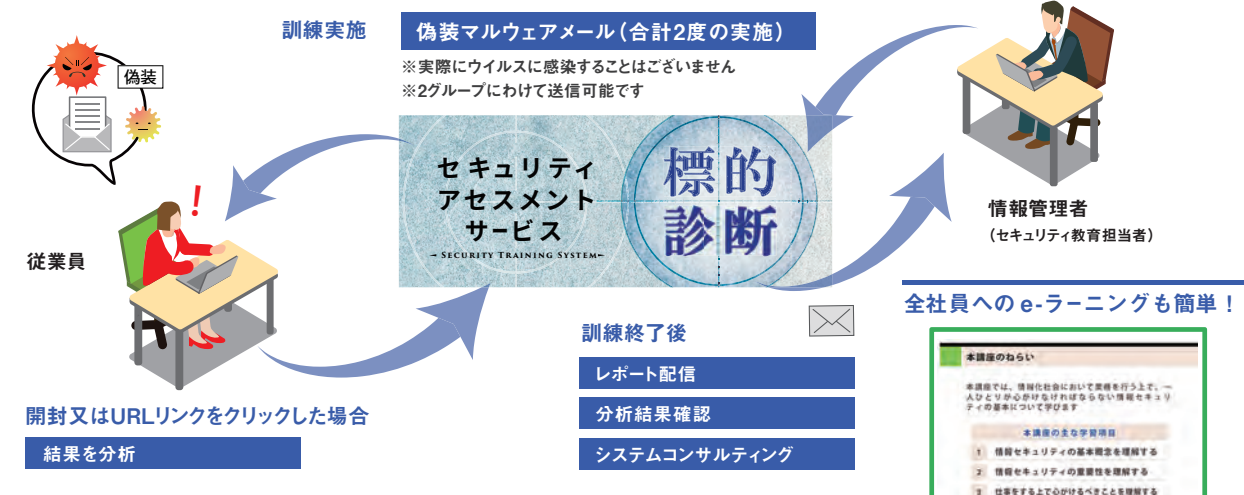 訓練実施
偽装マルウェアメール（合計2度の実施）
※実際にウイルスに感染することはございません
※2グループにわけて送信可能です
偽装
!
従業員
セキュリティ
アセスメント
サービス
- SECURITY TRAINING SYSTEM-
標的
診断
情報管理者
（セキュリティ教育担当者）
開封又はURLリンクをクリックした場合
結果を分析
訓練終了後
レポート配信
分析結果確認
システムコンサルティング
全社員へのe-ラーニングも簡単！
本講座のねらい
本講座では、情報化社会において業務を行う上で、一
人ひとりが心がけなければならない情報セキュリ
ティの基本について学びます
本講座の主な学習項目
1 情報セキュリティの基本概念を理解する
2 情報セキュリティの重要性を理解する
3 仕事をする上で心がけるべきことを理解する